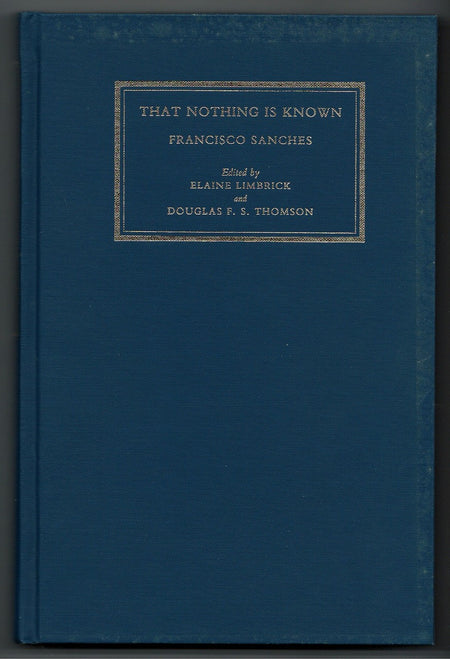 THAT NOTHING IS KNOWN
FRANCISCO SANCHES
Edited by
ELAINE LIMBRICK
and
DOUGLAS F. S. THOMSON